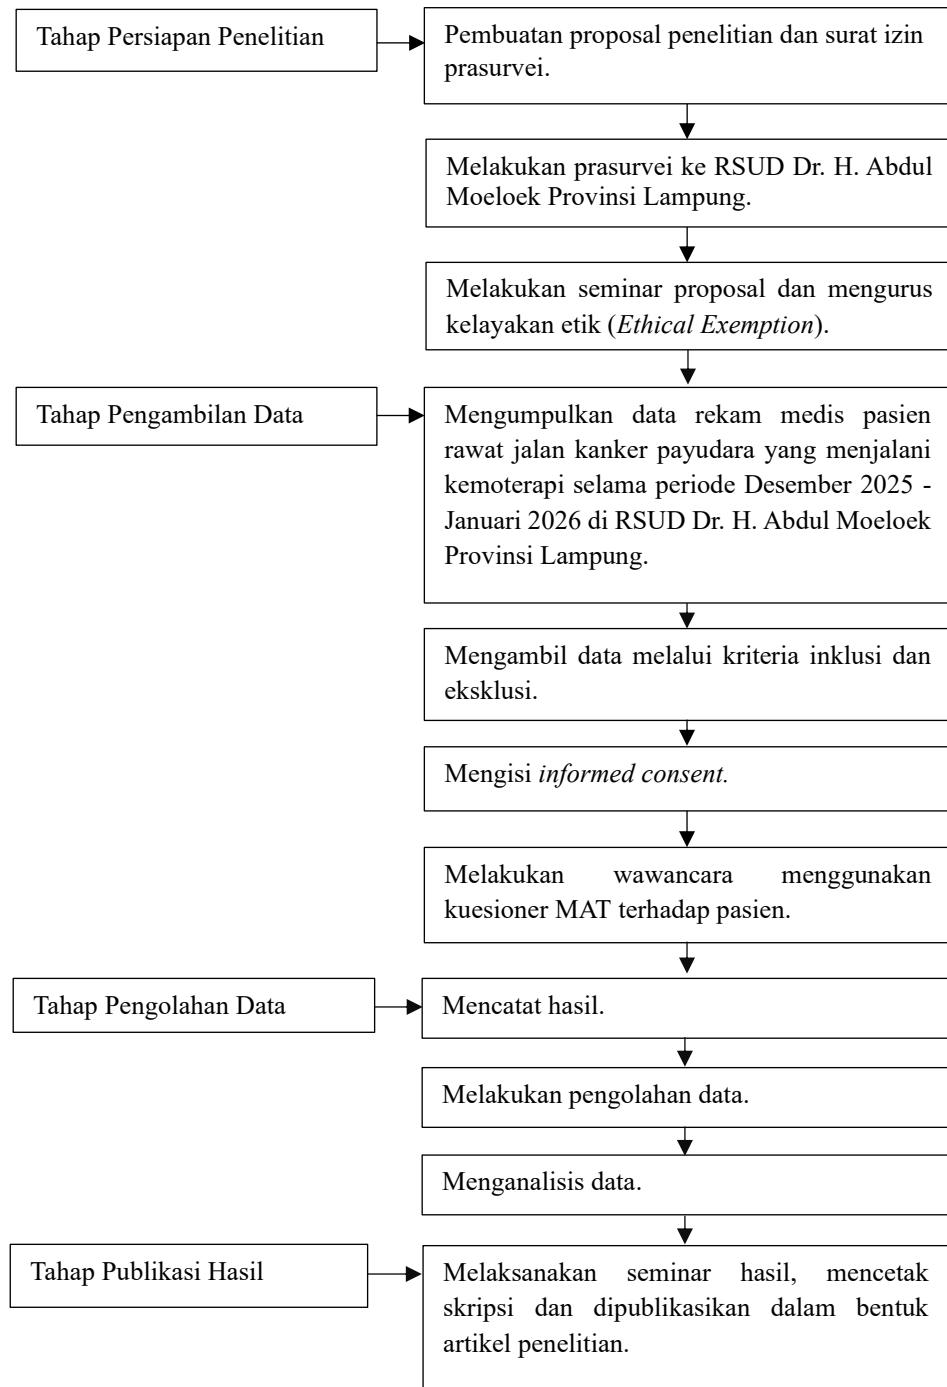 Tahap Persiapan Penelitian
Pembuatan proposal penelitian dan surat izin
prasurvei.
Melakukan prasurvei ke RSUD Dr. H. Abdul
Moeloek Provinsi Lampung.
Melakukan seminar proposal dan mengurus
kelayakan etik (Ethical Exemption).
Tahap Pengambilan Data
Mengumpulkan data rekam medis pasien
rawat jalan kanker payudara yang menjalani
kemoterapi selama periode Desember 2025 -
Januari 2026 di RSUD Dr. H. Abdul Moeloek
Provinsi Lampung.
Mengambil data melalui kriteria inklusi dan
eksklusi.
Mengisi informed consent.
Melakukan wawancara menggunakan
kuesioner MAT terhadap pasien.
Tahap Pengolahan Data
Mencatat hasil.
Melakukan pengolahan data.
Menganalisis data.
Tahap Publikasi Hasil
Melaksanakan seminar hasil, mencetak
skripsi dan dipublikasikan dalam bentuk
artikel penelitian.